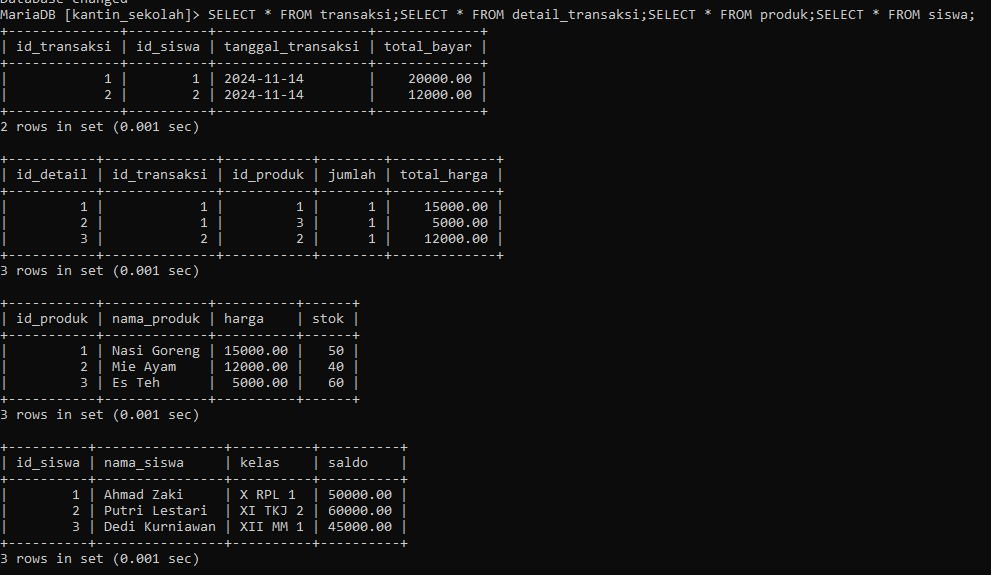 Database changed
MariaDB [kantin_sekolah]> SELECT * FROM transaksi;SELECT * FROM detail_transaksi;SELECT * FROM produk;SELECT * FROM siswa;
+--------------+----------+-------------------+-------------+
| id_transaksi | id_siswa | tanggal_transaksi | total_bayar |
+--------------+----------+-------------------+-------------+
|            1 |        1 | 2024-11-14        |    20000.00 |
|            2 |        2 | 2024-11-14        |    12000.00 |
+--------------+----------+-------------------+-------------+
2 rows in set (0.001 sec)

+-----------+--------------+-----------+--------+-------------+
| id_detail | id_transaksi | id_produk | jumlah | total_harga |
+-----------+--------------+-----------+--------+-------------+
|         1 |            1 |         1 |      1 |    15000.00 |
|         2 |            1 |         3 |      1 |     5000.00 |
|         3 |            2 |         2 |      1 |    12000.00 |
+-----------+--------------+-----------+--------+-------------+
3 rows in set (0.001 sec)

+-----------+-------------+----------+------+
| id_produk | nama_produk | harga    | stok |
+-----------+-------------+----------+------+
|         1 | Nasi Goreng | 15000.00 |   50 |
|         2 | Mie Ayam    | 12000.00 |   40 |
|         3 | Es Teh      |  5000.00 |   60 |
+-----------+-------------+----------+------+
3 rows in set (0.001 sec)

+----------+----------------+----------+----------+
| id_siswa | nama_siswa     | kelas    | saldo    |
+----------+----------------+----------+----------+
|        1 | Ahmad Zaki     | X RPL 1  | 50000.00 |
|        2 | Putri Lestari  | XI TKJ 2 | 60000.00 |
|        3 | Dedi Kurniawan | XII MM 1 | 45000.00 |
+----------+----------------+----------+----------+
3 rows in set (0.001 sec)